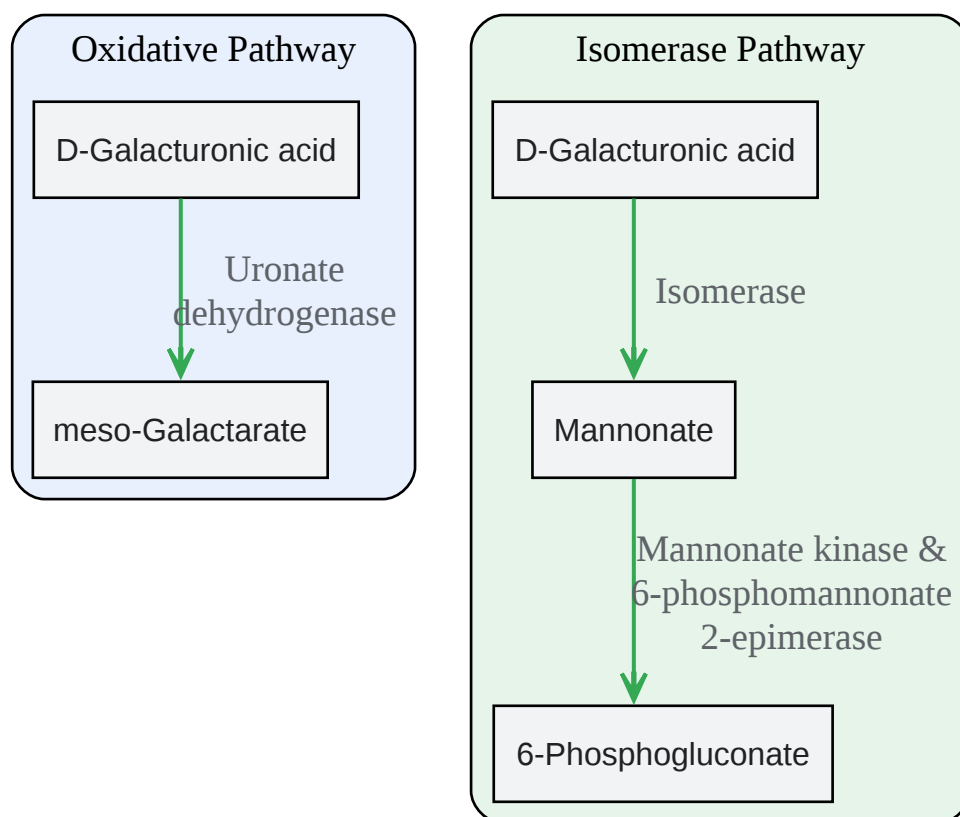 Oxidative Pathway
D-Galacturonic acid
Uronate
dehydrogenase
meso-Galactarate
Isomerase Pathway
D-Galacturonic acid
Isomerase
Mannonate
Mannonate kinase &
6-phosphomannonate
2-epimerase
6-Phosphogluconate